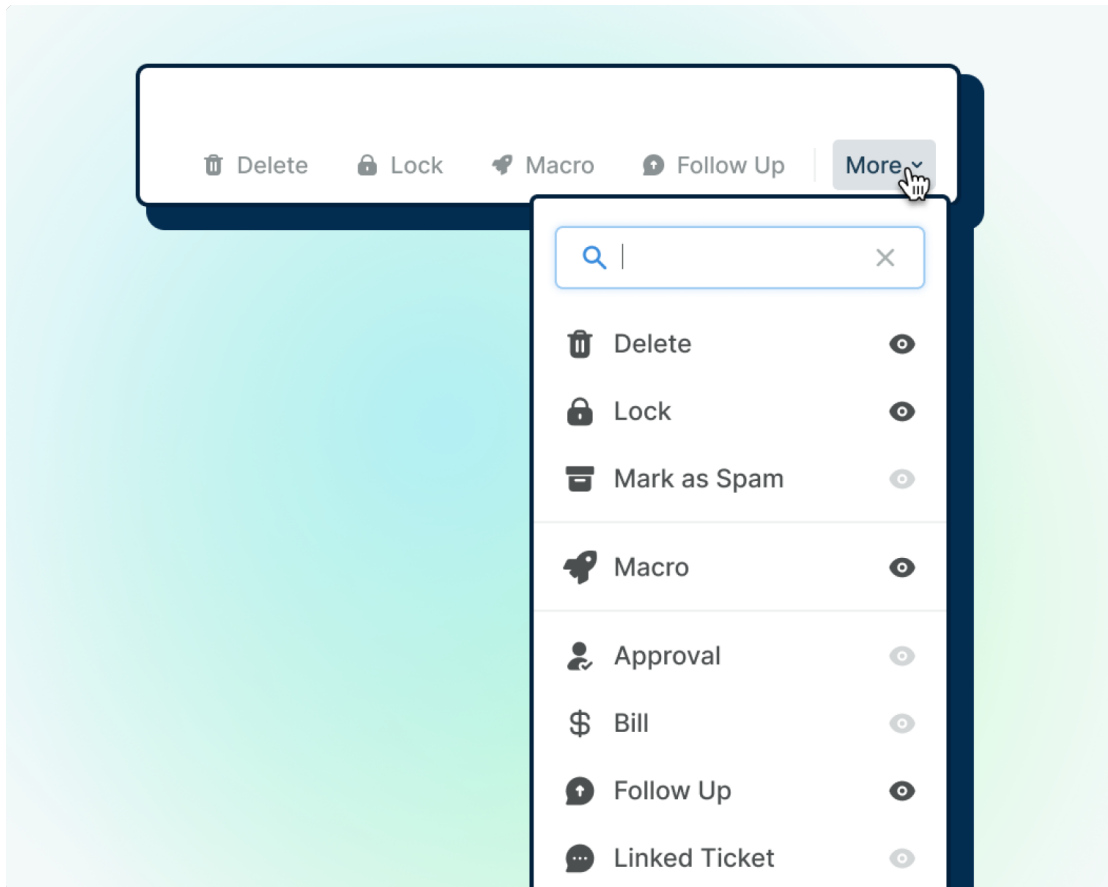 Delete Lock Macro Follow Up More
Delete
Lock
Mark as Spam
Macro
Approval
Bill
Follow Up
Linked Ticket